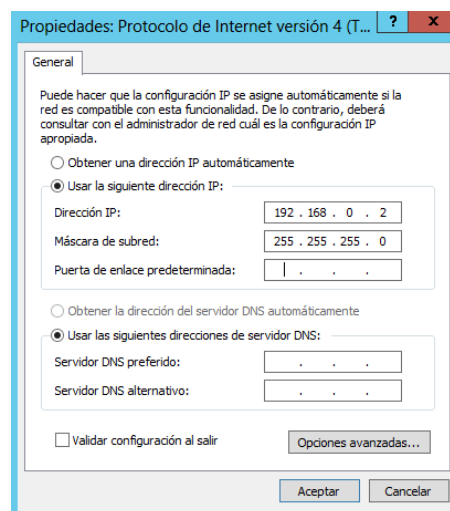 Propiedades: Protocolo de Internet versión 4 (T... ? x
General
Puede hacer que la configuración IP se asigne automáticamente si la
red es compatible con esta funcionalidad. De lo contrario, deberá
consultar con el administrador de red cuál es la configuración IP
apropiada.
Obtener una dirección IP automáticamente
Usar la siguiente dirección IP:
Dirección IP: 192 . 168 . 0 . 2
Máscara de subred: 255 . 255 . 255 . 0
Puerta de enlace predeterminada: . . .
Obtener la dirección del servidor DNS automáticamente
Usar las siguientes direcciones de servidor DNS:
Servidor DNS preferido: . . .
Servidor DNS alternativo: . . .
Validar configuración al salir Opciones avanzadas...
Aceptar Cancelar